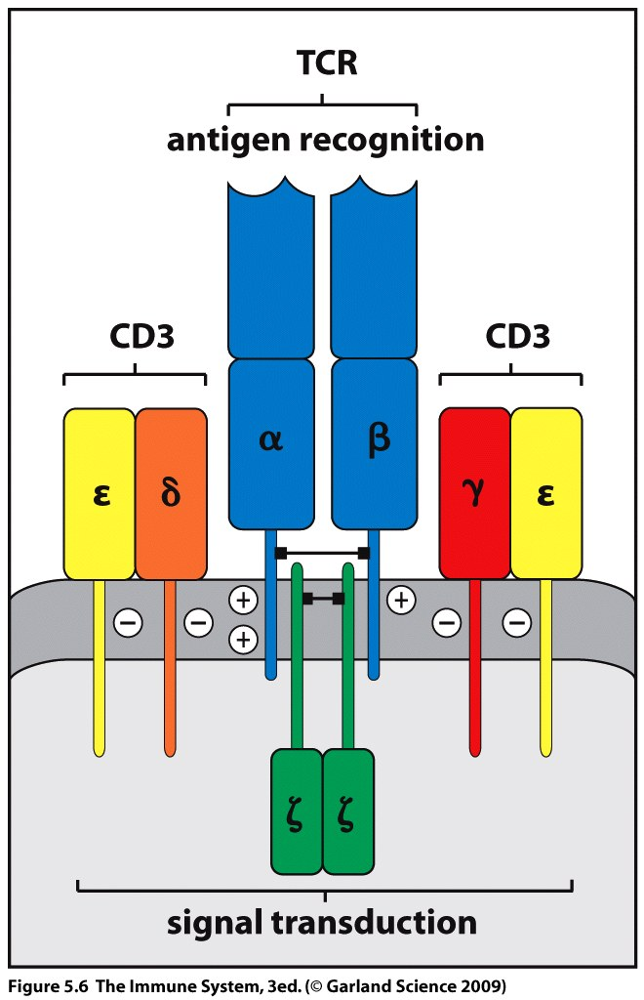 TCR
antigen recognition
CD3
CD3
α
β
ε
δ
γ
ε
+
+
−
−
−
−
+
ζ
ζ
signal transduction
Figure 5.6 The Immune System, 3ed. (© Garland Science 2009)